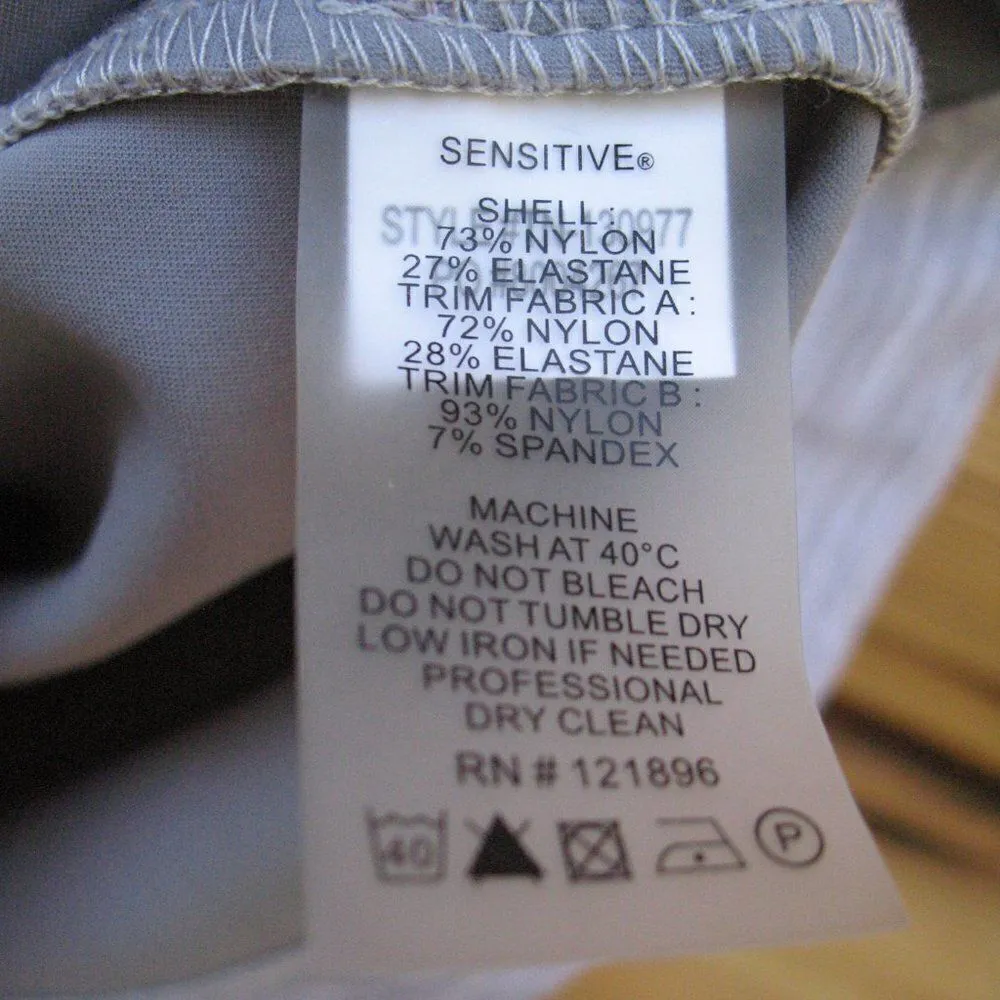 SENSITIVE®
SHELL :
STYLE
73% NYLON
27% ELASTANE
TRIM FABRIC A :
72% NYLON
28% ELASTANE
TRIM FABRIC B :
93% NYLON
7% SPANDEX
MACHINE
WASH AT 40°C
DO NOT BLEACH
DO NOT TUMBLE DRY
LOW IRON IF NEEDED
PROFESSIONAL
DRY CLEAN
RN # 121896
40
P